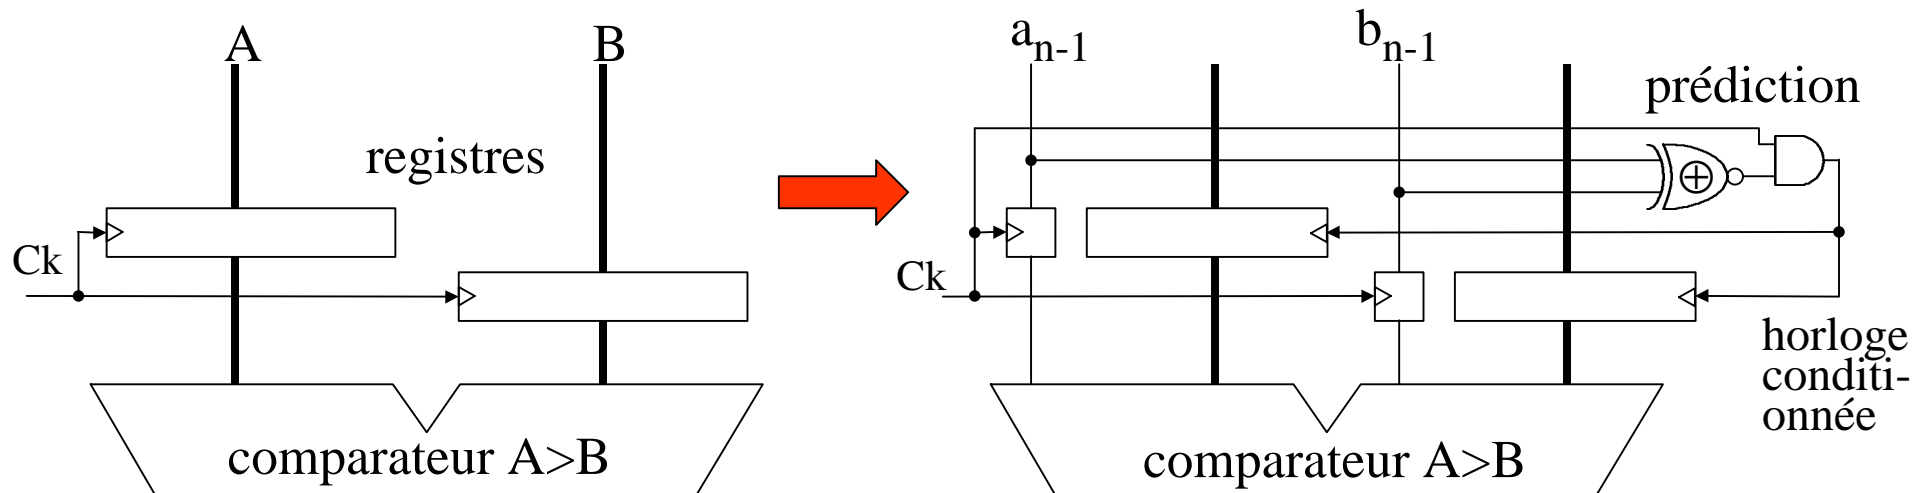 A
B
registres
Ck
comparateur A>B
aₙ₋₁
bₙ₋₁
prédiction
Ck
horloge
conditi-
onnée
comparateur A>B